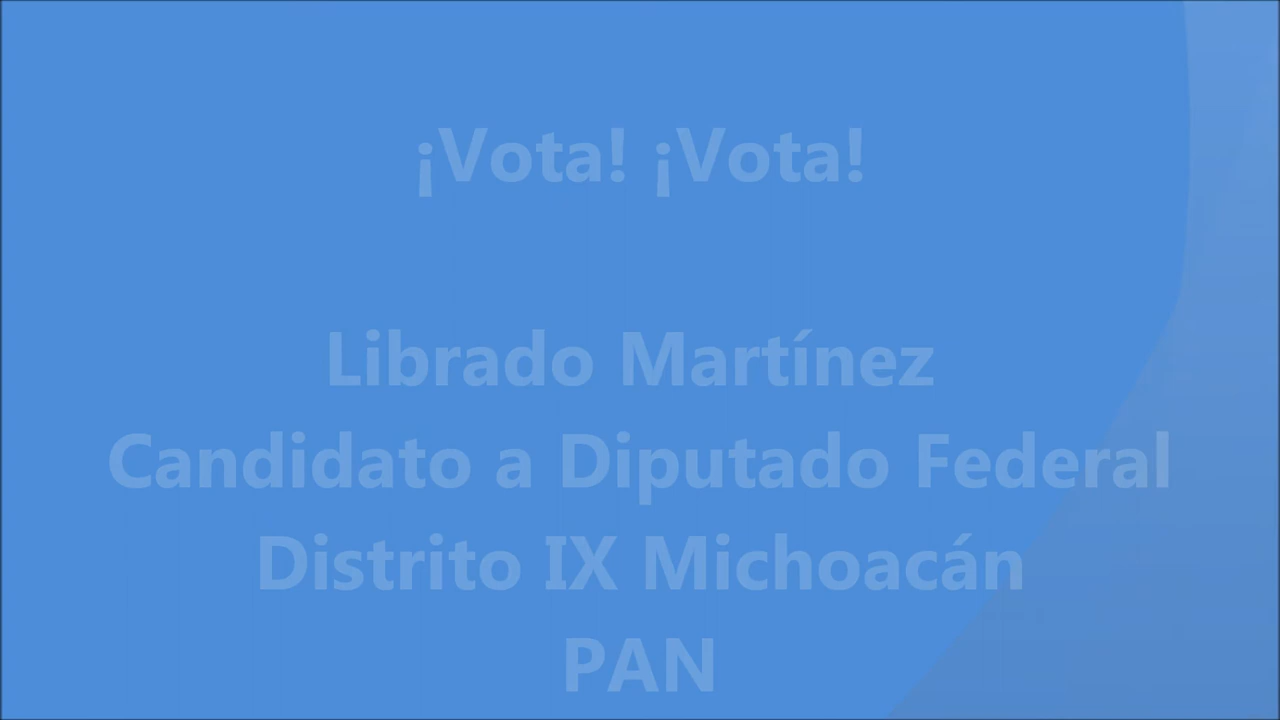 ¡Vota! ¡Vota!
Librado Martínez
Candidato a Diputado Federal
Distrito IX Michoacán
PAN